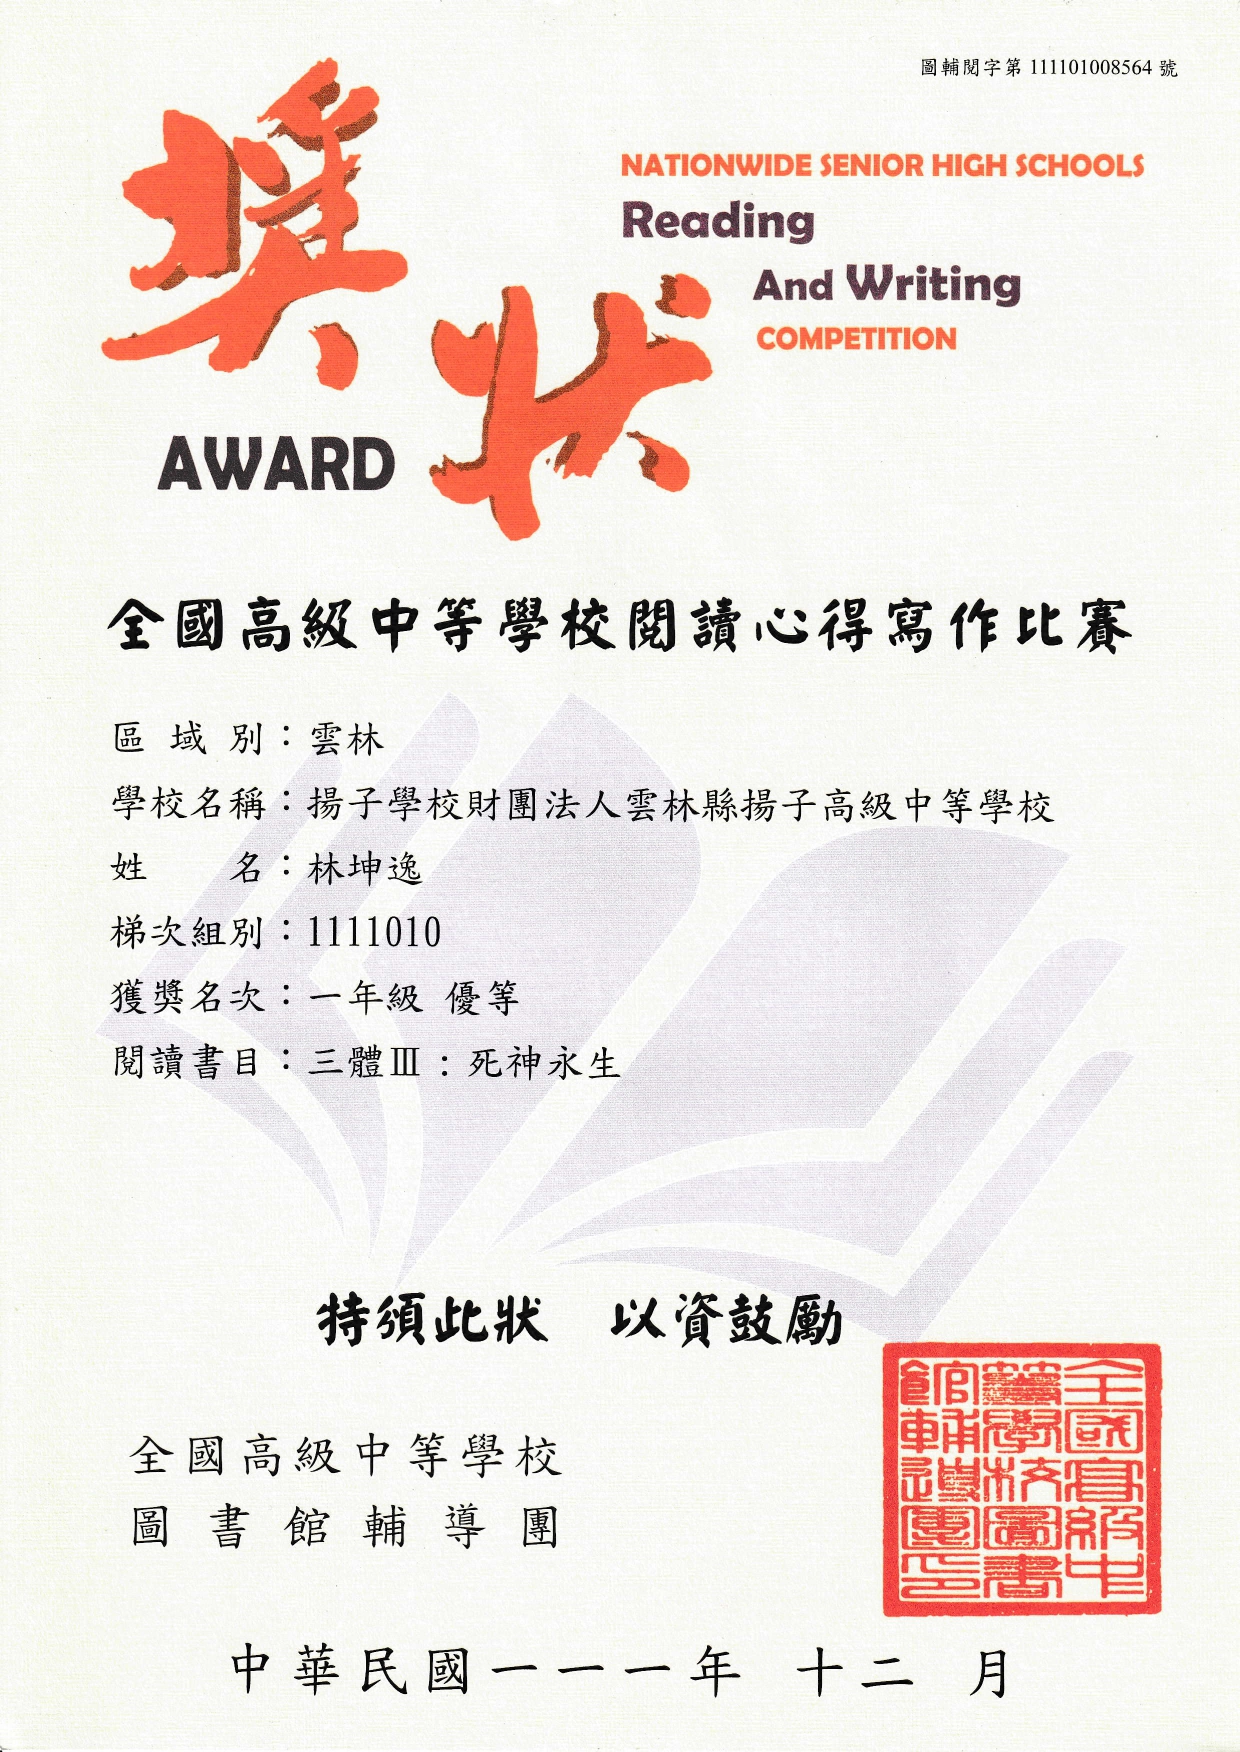 圖輔閱字第 111101008564 號
獎狀
AWARD
NATIONWIDE SENIOR HIGH SCHOOLS
Reading
And Writing
COMPETITION
全國高級中等學校閱讀心得寫作比賽
區域別：雲林
學校名稱：揚子學校財團法人雲林縣揚子高級中等學校
姓　　名：林坤逸
梯次組別：1111010
獲獎名次：一年級 優等
閱讀書目：三體Ⅲ：死神永生
特頒此狀　以資鼓勵
全國高級中等學校
圖書館輔導團
全國高級中
等學校圖書
館輔導團印
中華民國一一一年 十二 月